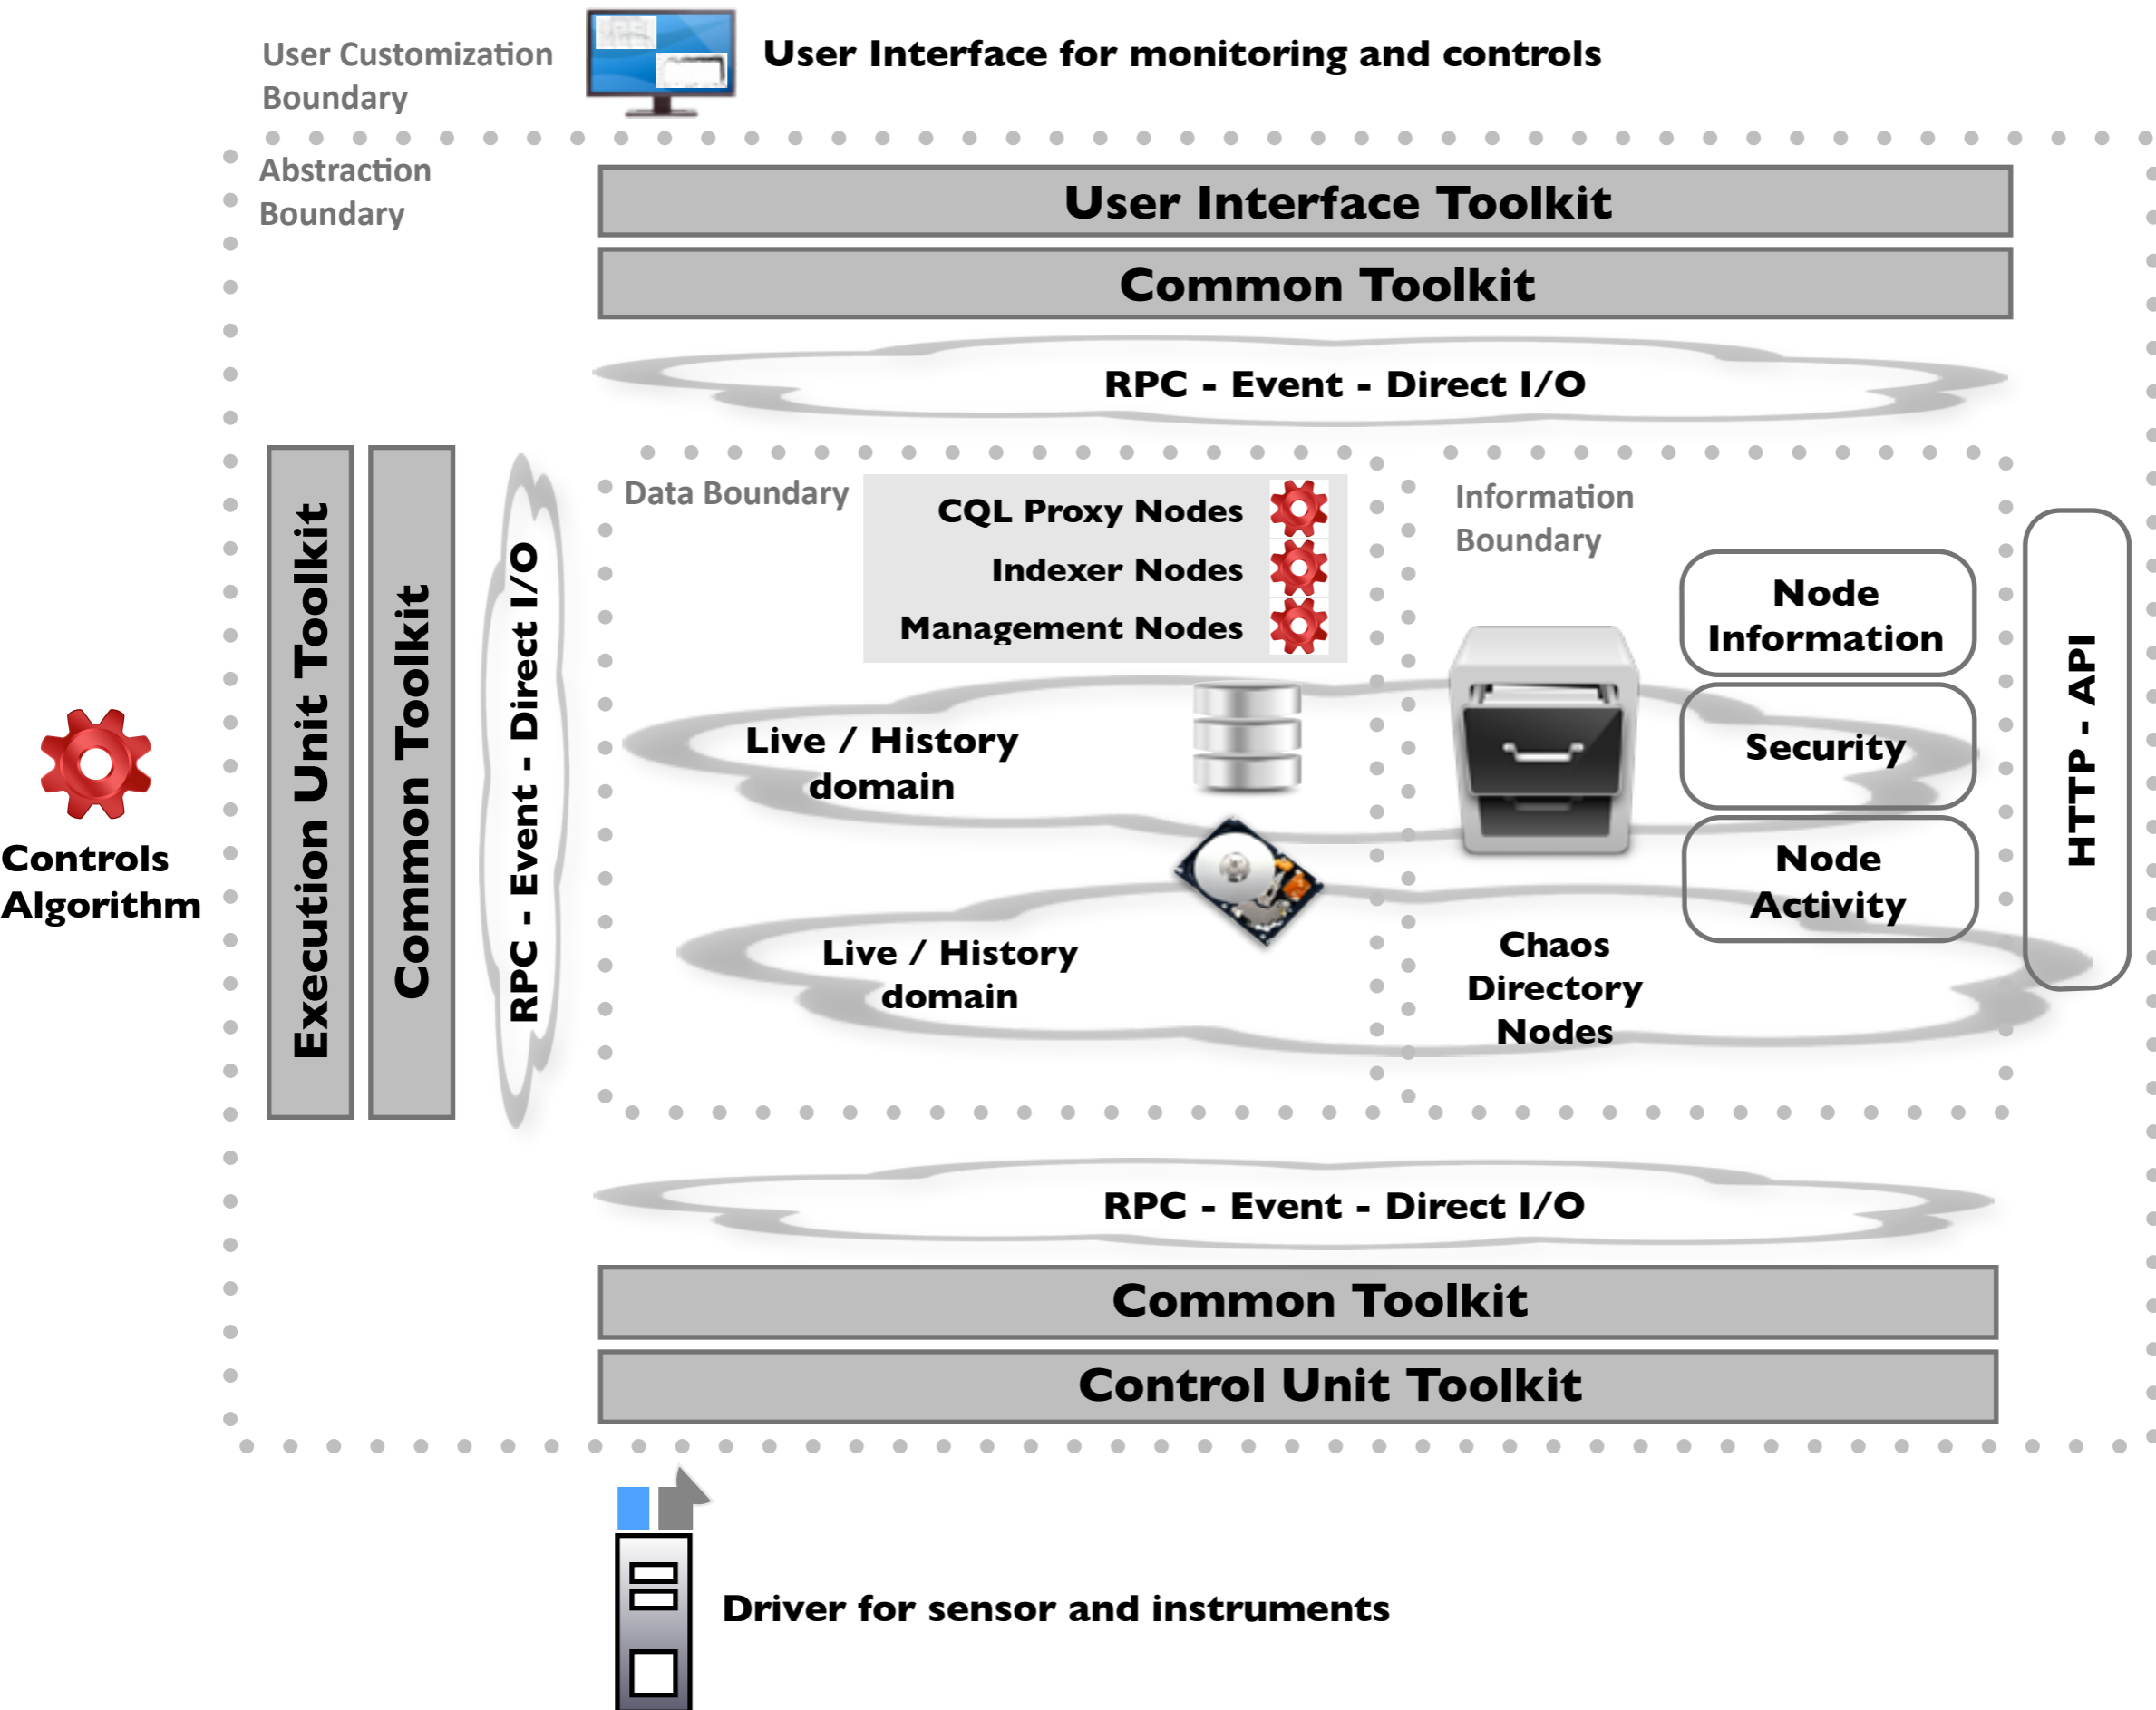 User Customization
Boundary
User Interface for monitoring and controls
Abstraction
Boundary
User Interface Toolkit
Common Toolkit
RPC - Event - Direct I/O
Controls
Algorithm
Execution Unit Toolkit
Common Toolkit
RPC - Event - Direct I/O
Data Boundary
CQL Proxy Nodes
Indexer Nodes
Management Nodes
Live / History
domain
Live / History
domain
Information
Boundary
Node
Information
Security
Node
Activity
Chaos
Directory
Nodes
HTTP - API
RPC - Event - Direct I/O
Common Toolkit
Control Unit Toolkit
Driver for sensor and instruments